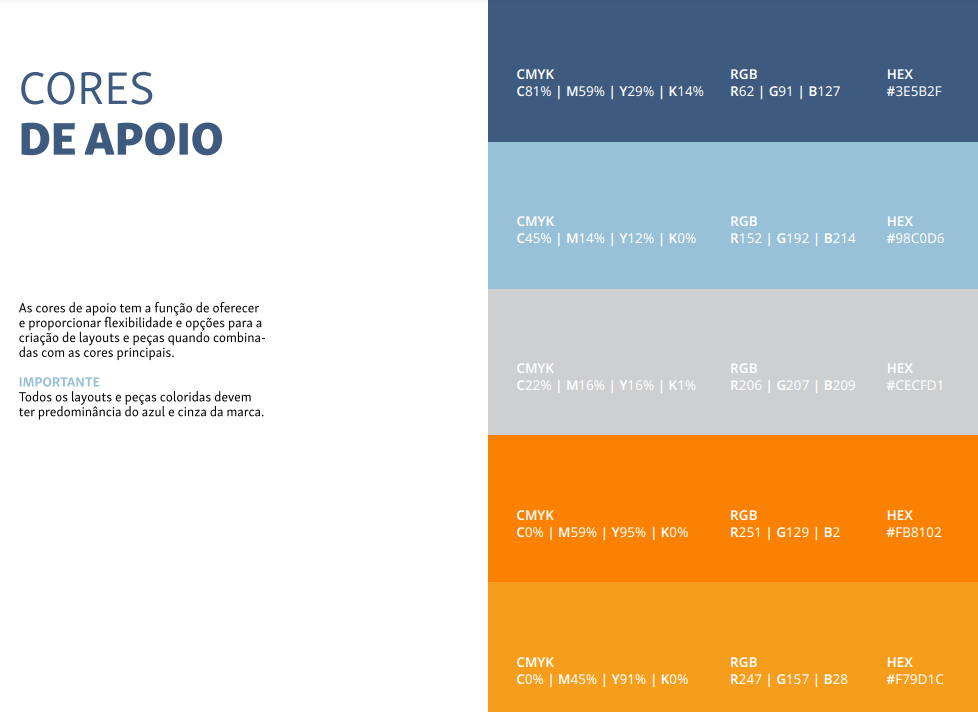 CORES
DE APOIO
As cores de apoio tem a função de oferecer
e proporcionar flexibilidade e opções para a
criação de layouts e peças quando combina-
das com as cores principais.
IMPORTANTE
Todos os layouts e peças coloridas devem
ter predominância do azul e cinza da marca.
CMYK RGB HEX
C81% | M59% | Y29% | K14% R62 | G91 | B127 #3E5B2F
CMYK RGB HEX
C45% | M14% | Y12% | K0% R152 | G192 | B214 #98C0D6
CMYK RGB HEX
C22% | M16% | Y16% | K1% R206 | G207 | B209 #CECFD1
CMYK RGB HEX
C0% | M59% | Y95% | K0% R251 | G129 | B2 #FB8102
CMYK RGB HEX
C0% | M45% | Y91% | K0% R247 | G157 | B28 #F79D1C